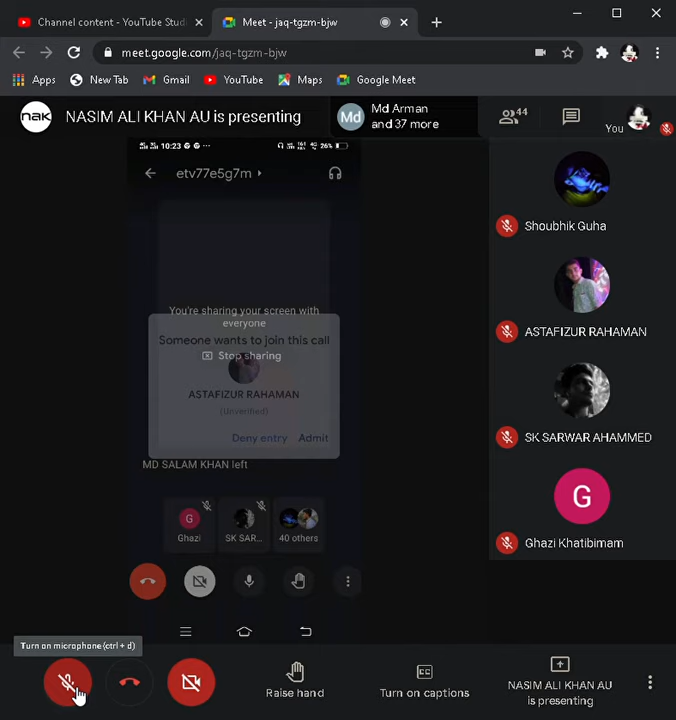 Channel content - YouTube Stud
Meet - jaq-tgzm-bjw
meet.google.com/jaq-tgzm-bjw
Apps
New Tab
Gmail
YouTube
Maps
Google Meet
nak
NASIM ALI KHAN AU is presenting
Md
Md Arman
and 37 more
44
You
10:23
26%
etv77e5g7m
You're sharing your screen with
everyone
Someone wants to join this call
Stop sharing
ASTAFIZUR RAHAMAN
(Unverified)
Deny entry
Admit
MD SALAM KHAN left
G
Ghazi
SK SAR...
40 others
Shoubhik Guha
ASTAFIZUR RAHAMAN
SK SARWAR AHAMMED
G
Ghazi Khatibimam
Turn on microphone (ctrl + d)
Raise hand
Turn on captions
NASIM ALI KHAN AU
is presenting